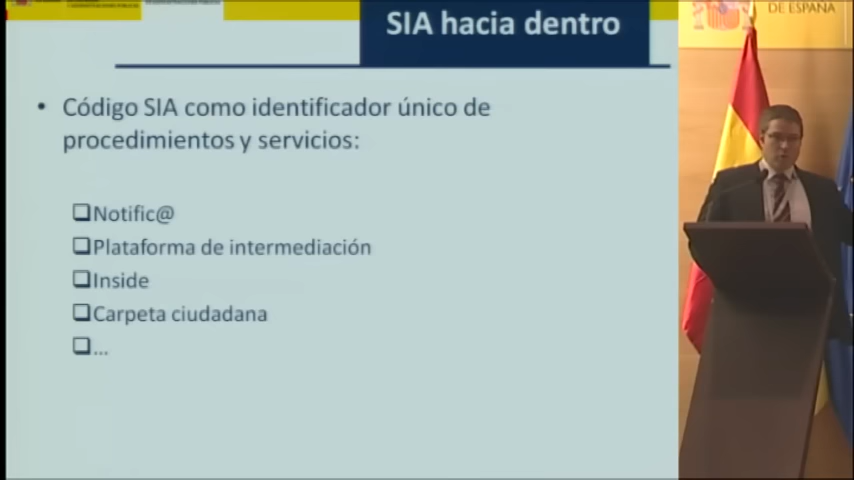 SIA hacia dentro
DE ESPAÑA
• Código SIA como identificador único de
procedimientos y servicios:
❑Notific@
❑Plataforma de intermediación
❑Inside
❑Carpeta ciudadana
❑...